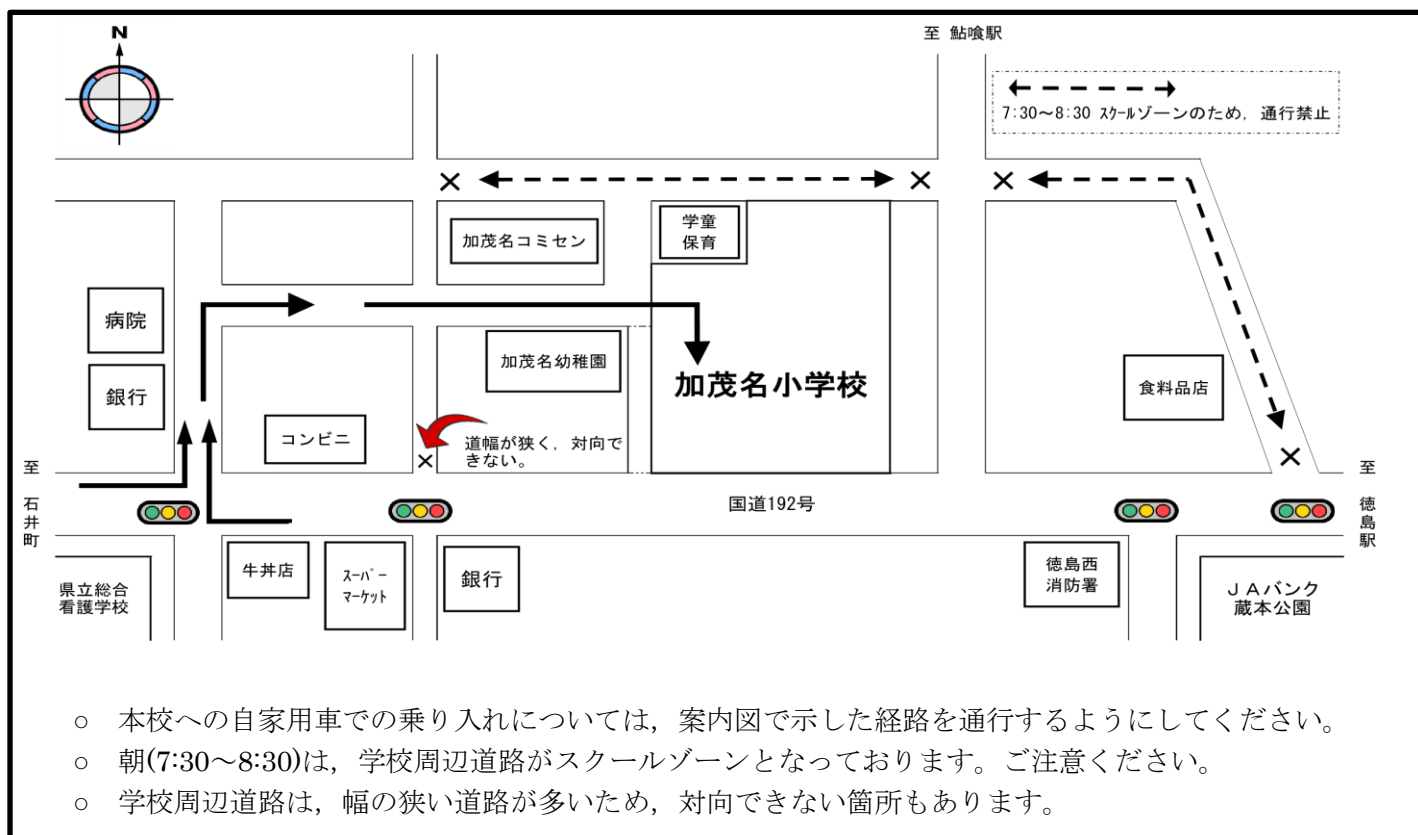 N
至 鮎喰駅
7:30～8:30 ｽｸｰﾙゾーンのため，通行禁止
加茂名コミセン
学童
保育
病院
銀行
加茂名幼稚園
加茂名小学校
食料品店
コンビニ
道幅が狭く，対向で
きない。
至 石井町
国道192号
至 徳島駅
県立総合
看護学校
牛丼店
ｽｰﾊﾟｰ
ﾏｰｹｯﾄ
銀行
徳島西
消防署
ＪＡバンク
蔵本公園
○ 本校への自家用車での乗り入れについては，案内図で示した経路を通行するようにしてください。
○ 朝(7:30～8:30)は，学校周辺道路がスクールゾーンとなっております。ご注意ください。
○ 学校周辺道路は，幅の狭い道路が多いため，対向できない箇所もあります。